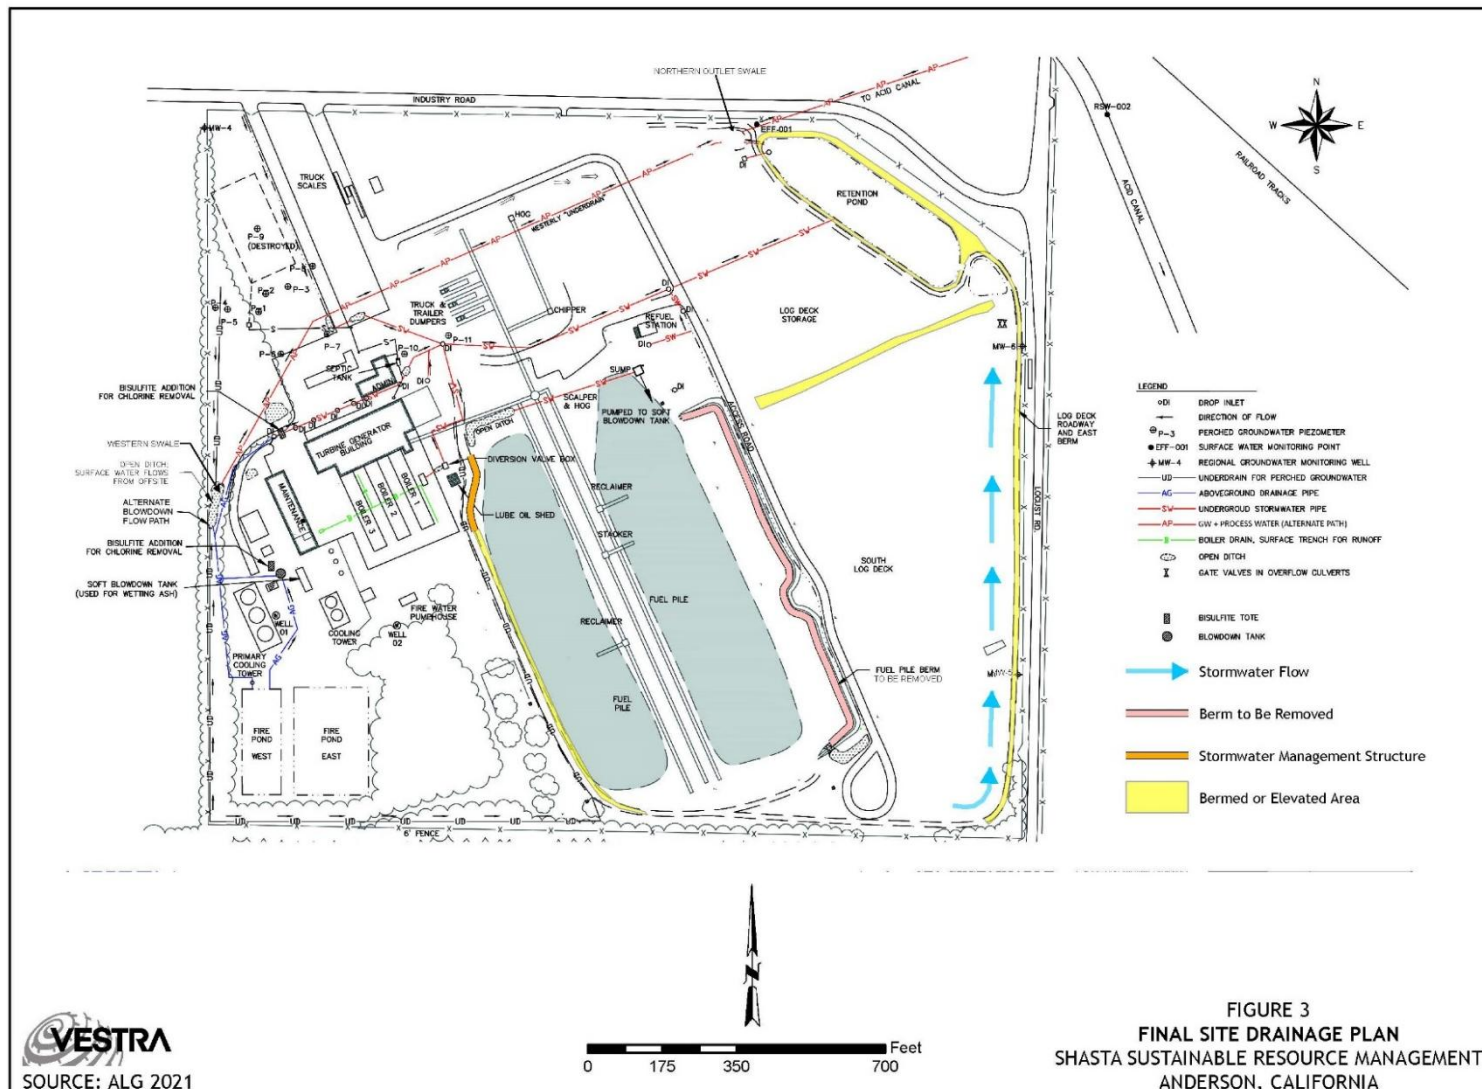 NORTHERN OUTLET SWALE
TO ACID CANAL
INDUSTRY ROAD
MW-4
EFF-001
RSW-002
N
W
E
S
RAILROAD TRACKS
ACID CANAL
TRUCK
SCALES
RETENTION
POND
DI
HOG
WESTERLY "UNDERDRAIN"
P-9
(DESTROYED)
P-2
P-3
P-4
P-5
P-1
P-6
P-7
P-10
P-11
TRUCK &
TRAILER
DUMPERS
CHIPPER
REFUEL
STATION
LOG DECK
STORAGE
SEPTIC
TANK
ADMIN
SCALPER
& HOG
SUMP
PUMPED TO SOFT
BLOWDOWN TANK
ACCESS ROAD
BISULFITE ADDITION
FOR CHLORINE REMOVAL
WESTERN SWALE
OPEN DITCH,
SURFACE WATER FLOWS
FROM OFFSITE
ALTERNATE
BLOWDOWN
FLOW PATH
BISULFITE ADDITION
FOR CHLORINE REMOVAL
SOFT BLOWDOWN TANK
(USED FOR WETTING ASH)
TURBINE GENERATOR
BUILDING
MAINTENANCE
BOILER 1
BOILER 2
BOILER 3
OPEN DITCH
DIVERSION VALVE BOX
LUBE OIL SHED
RECLAIMER
STACKER
RECLAIMER
FUEL PILE
FUEL
PILE
SOUTH
LOG DECK
FUEL PILE BERM
TO BE REMOVED
MW-6
LOG DECK
ROADWAY
AND EAST
BERM
LOCUST RD
WELL
01
COOLING
TOWER
PRIMARY
COOLING
TOWER
FIRE WATER
PUMPHOUSE
WELL
02
FIRE
POND
WEST
FIRE
POND
EAST
6' FENCE
LEGEND
DI DROP INLET
DIRECTION OF FLOW
P-3 PERCHED GROUNDWATER PIEZOMETER
EFF-001 SURFACE WATER MONITORING POINT
MW-4 REGIONAL GROUNDWATER MONITORING WELL
UD UNDERDRAIN FOR PERCHED GROUNDWATER
AG ABOVEGROUND DRAINAGE PIPE
SW UNDERGROUD STORMWATER PIPE
AP GW + PROCESS WATER (ALTERNATE PATH)
B BOILER DRAIN, SURFACE TRENCH FOR RUNOFF
OPEN DITCH
GATE VALVES IN OVERFLOW CULVERTS
BISULFITE TOTE
BLOWDOWN TANK
Stormwater Flow
Berm to Be Removed
Stormwater Management Structure
Bermed or Elevated Area
N
VESTRA
SOURCE: ALG 2021
Feet
0 175 350 700
FIGURE 3
FINAL SITE DRAINAGE PLAN
SHASTA SUSTAINABLE RESOURCE MANAGEMENT
ANDERSON, CALIFORNIA